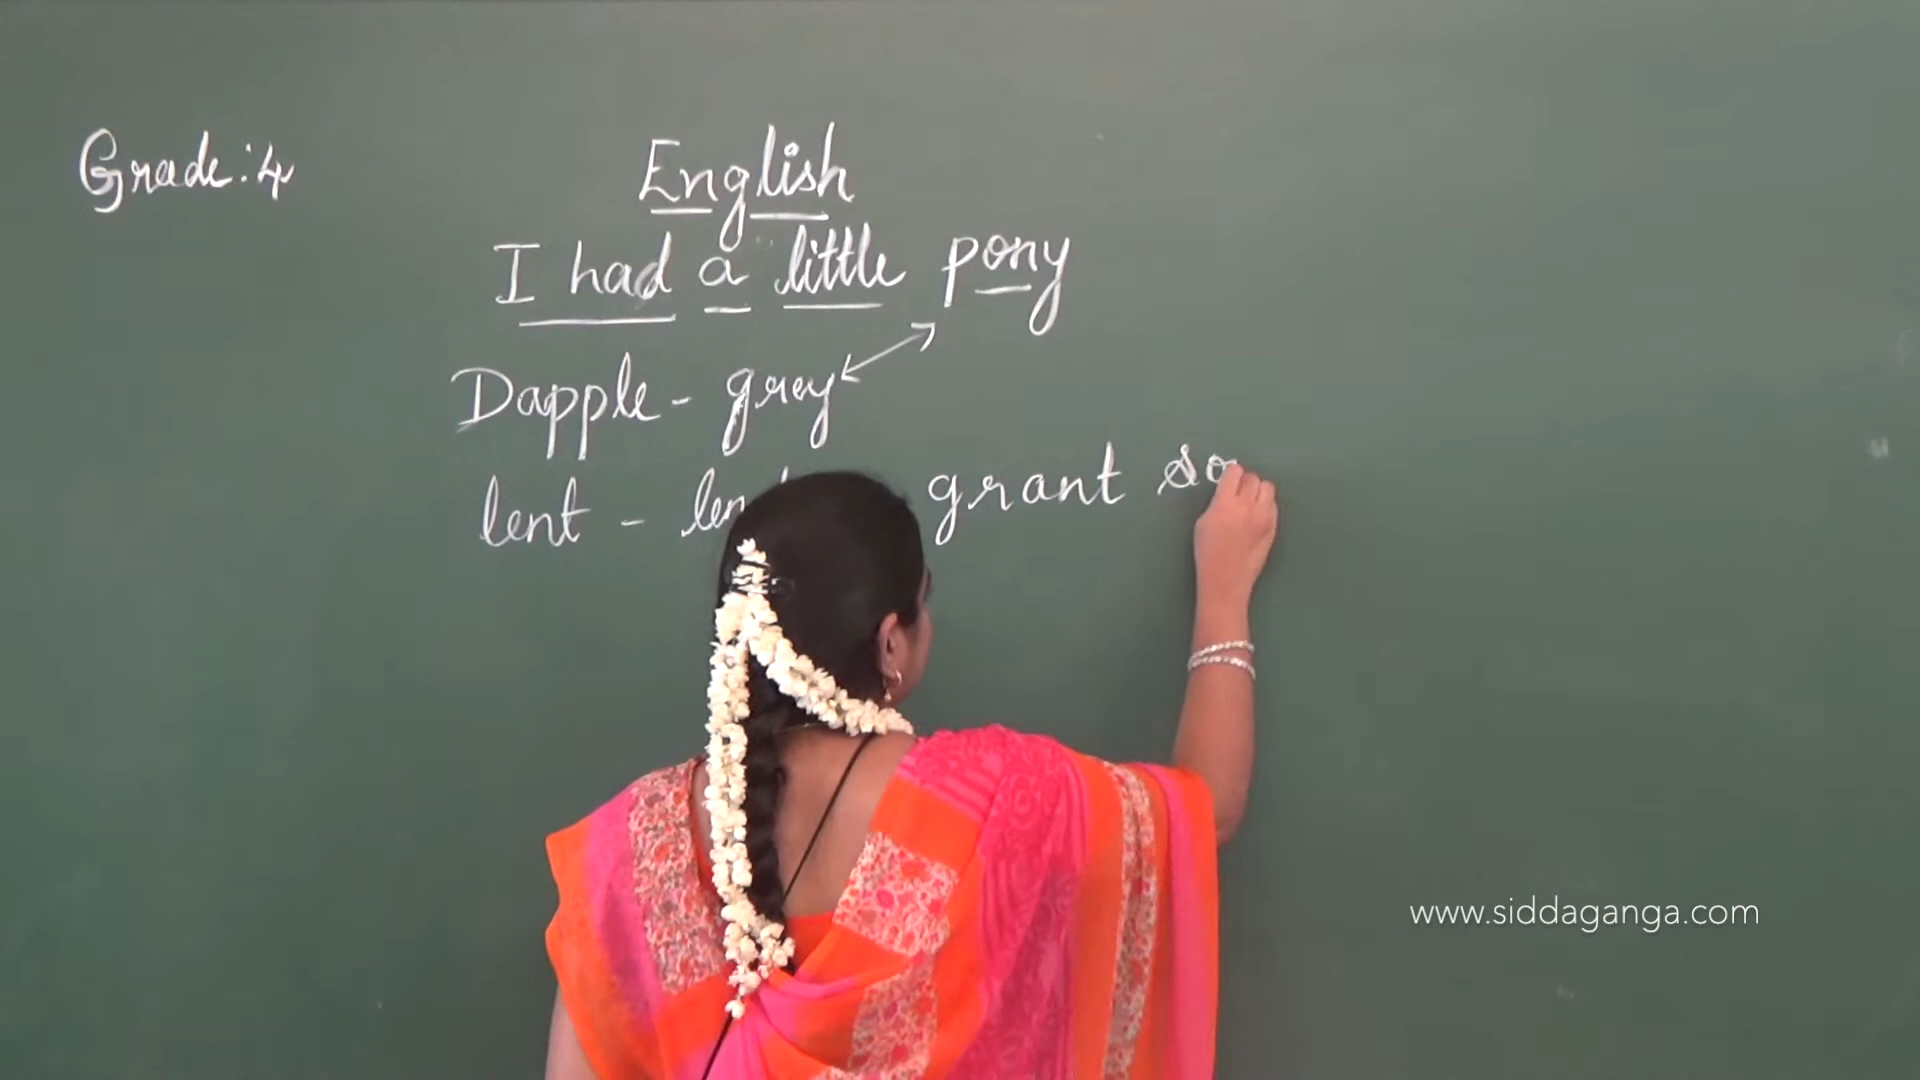 Grade: 4
English
I had a little pony
Dapple - grey
lent - grant
www.siddaganga.com